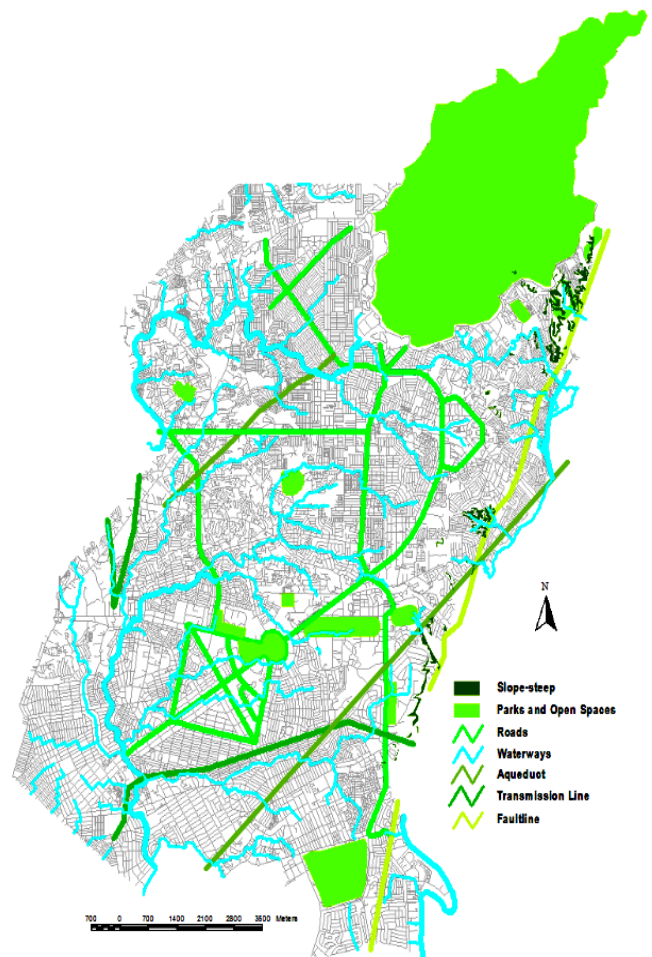 N
Slope-steep
Parks and Open Spaces
Roads
Waterways
Aqueduct
Transmission Line
Faultline
700 0 700 1400 2100 2800 3500 Meters